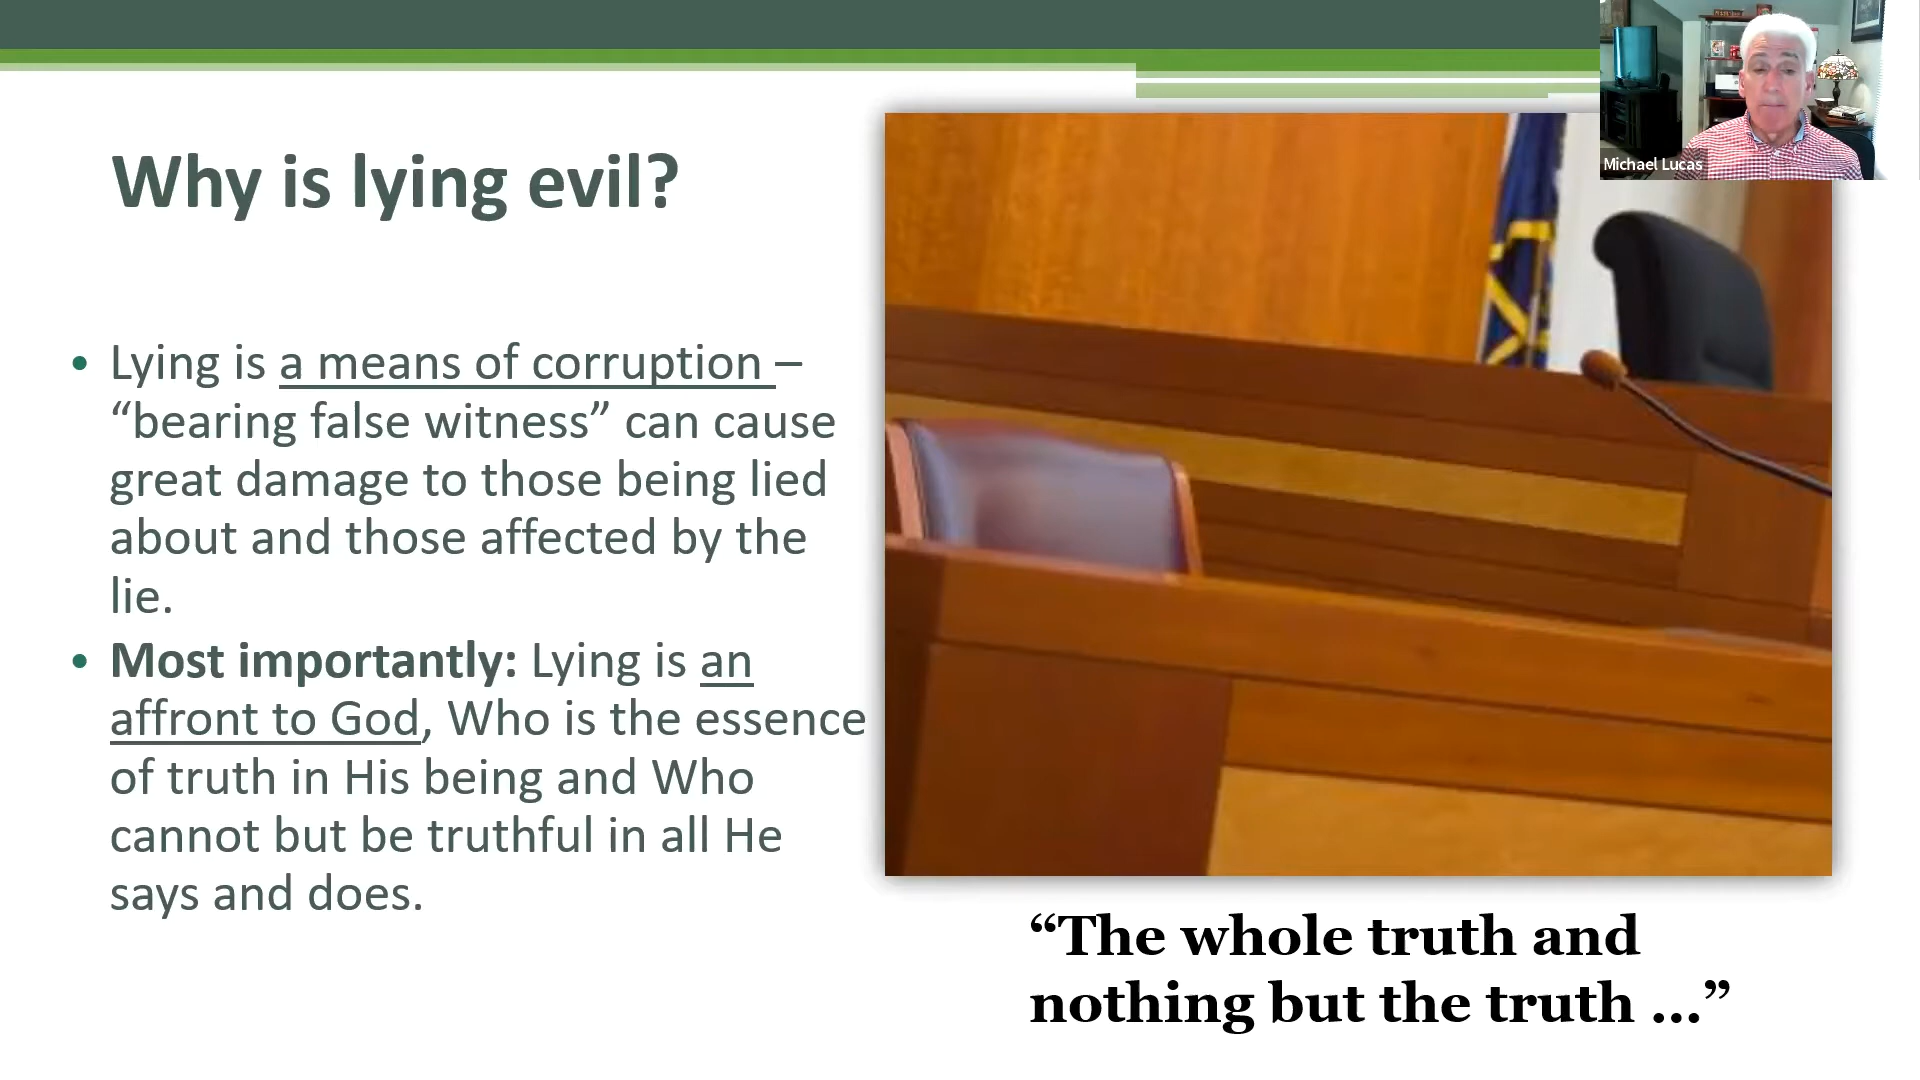 Michael Lucas
Why is lying evil?
• Lying is a means of corruption –
“bearing false witness” can cause
great damage to those being lied
about and those affected by the
lie.
• Most importantly: Lying is an
affront to God, Who is the essence
of truth in His being and Who
cannot but be truthful in all He
says and does.
“The whole truth and
nothing but the truth …”